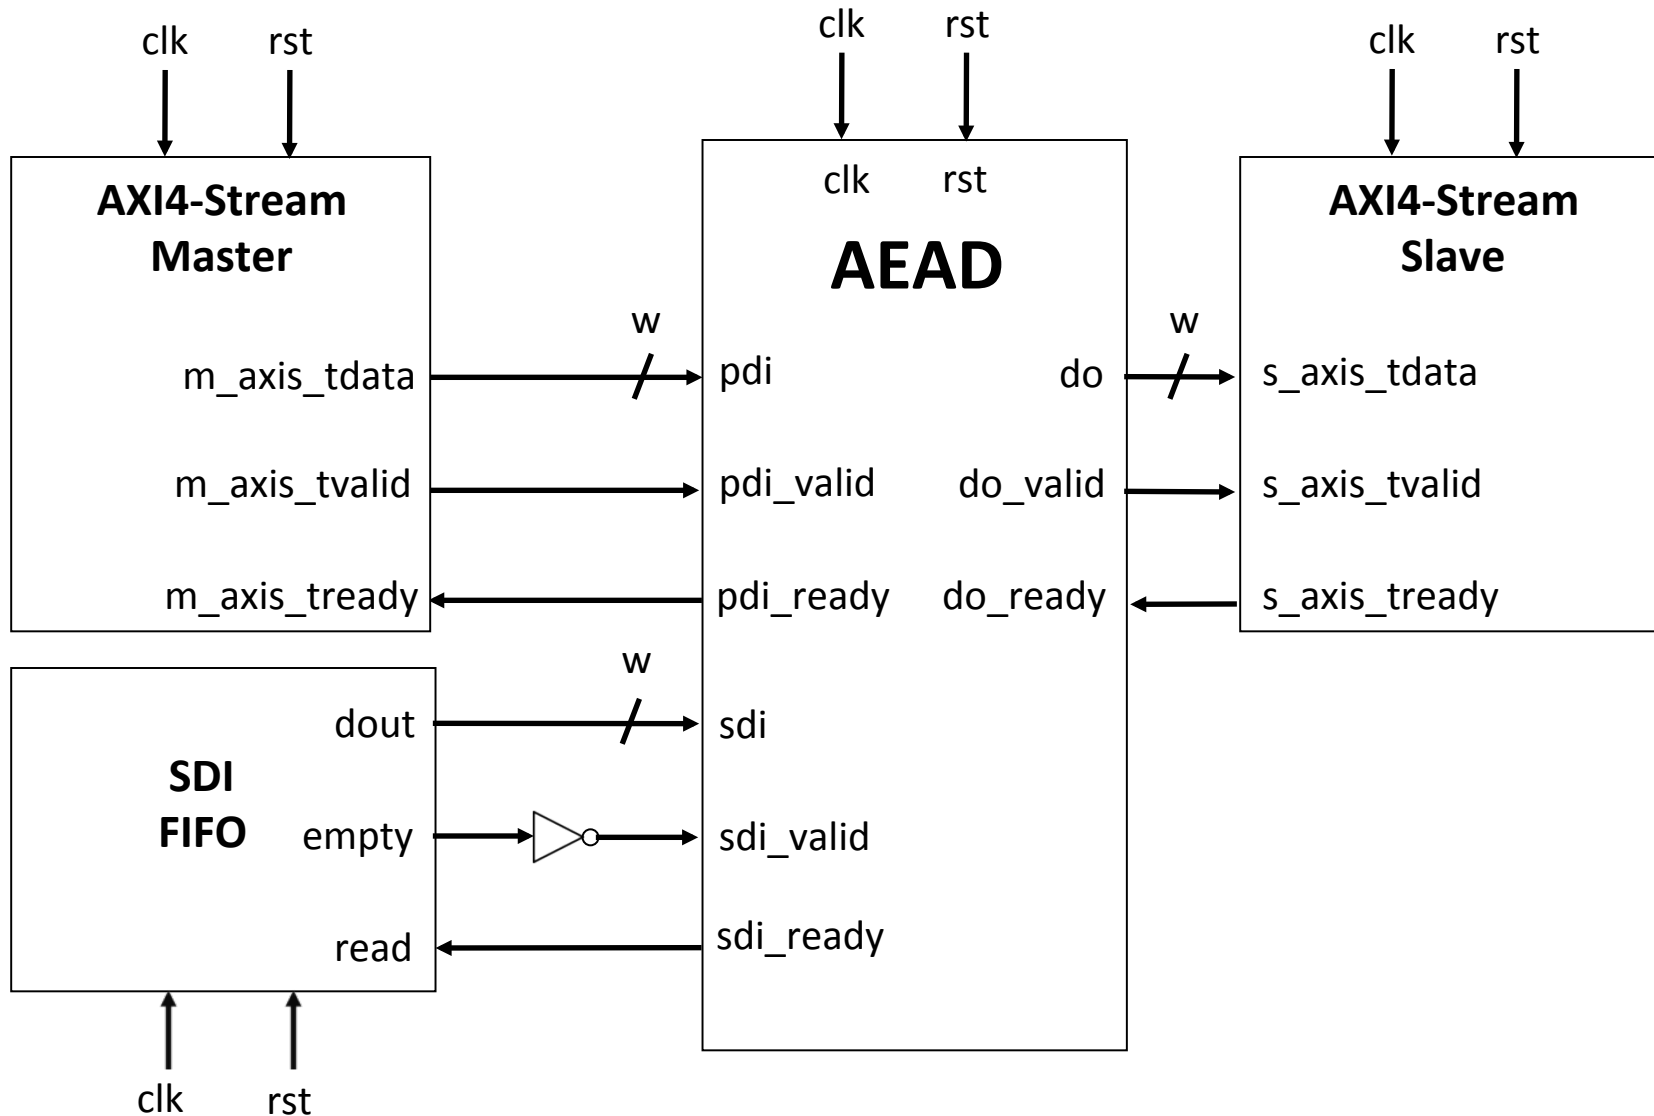 clk rst
clk rst
clk rst
AXI4-Stream
Master
m_axis_tdata
m_axis_tvalid
m_axis_tready
w
clk rst
AEAD
pdi do
pdi_valid do_valid
pdi_ready do_ready
sdi
sdi_valid
sdi_ready
w
AXI4-Stream
Slave
s_axis_tdata
s_axis_tvalid
s_axis_tready
SDI
FIFO
dout
empty
read
w
clk rst